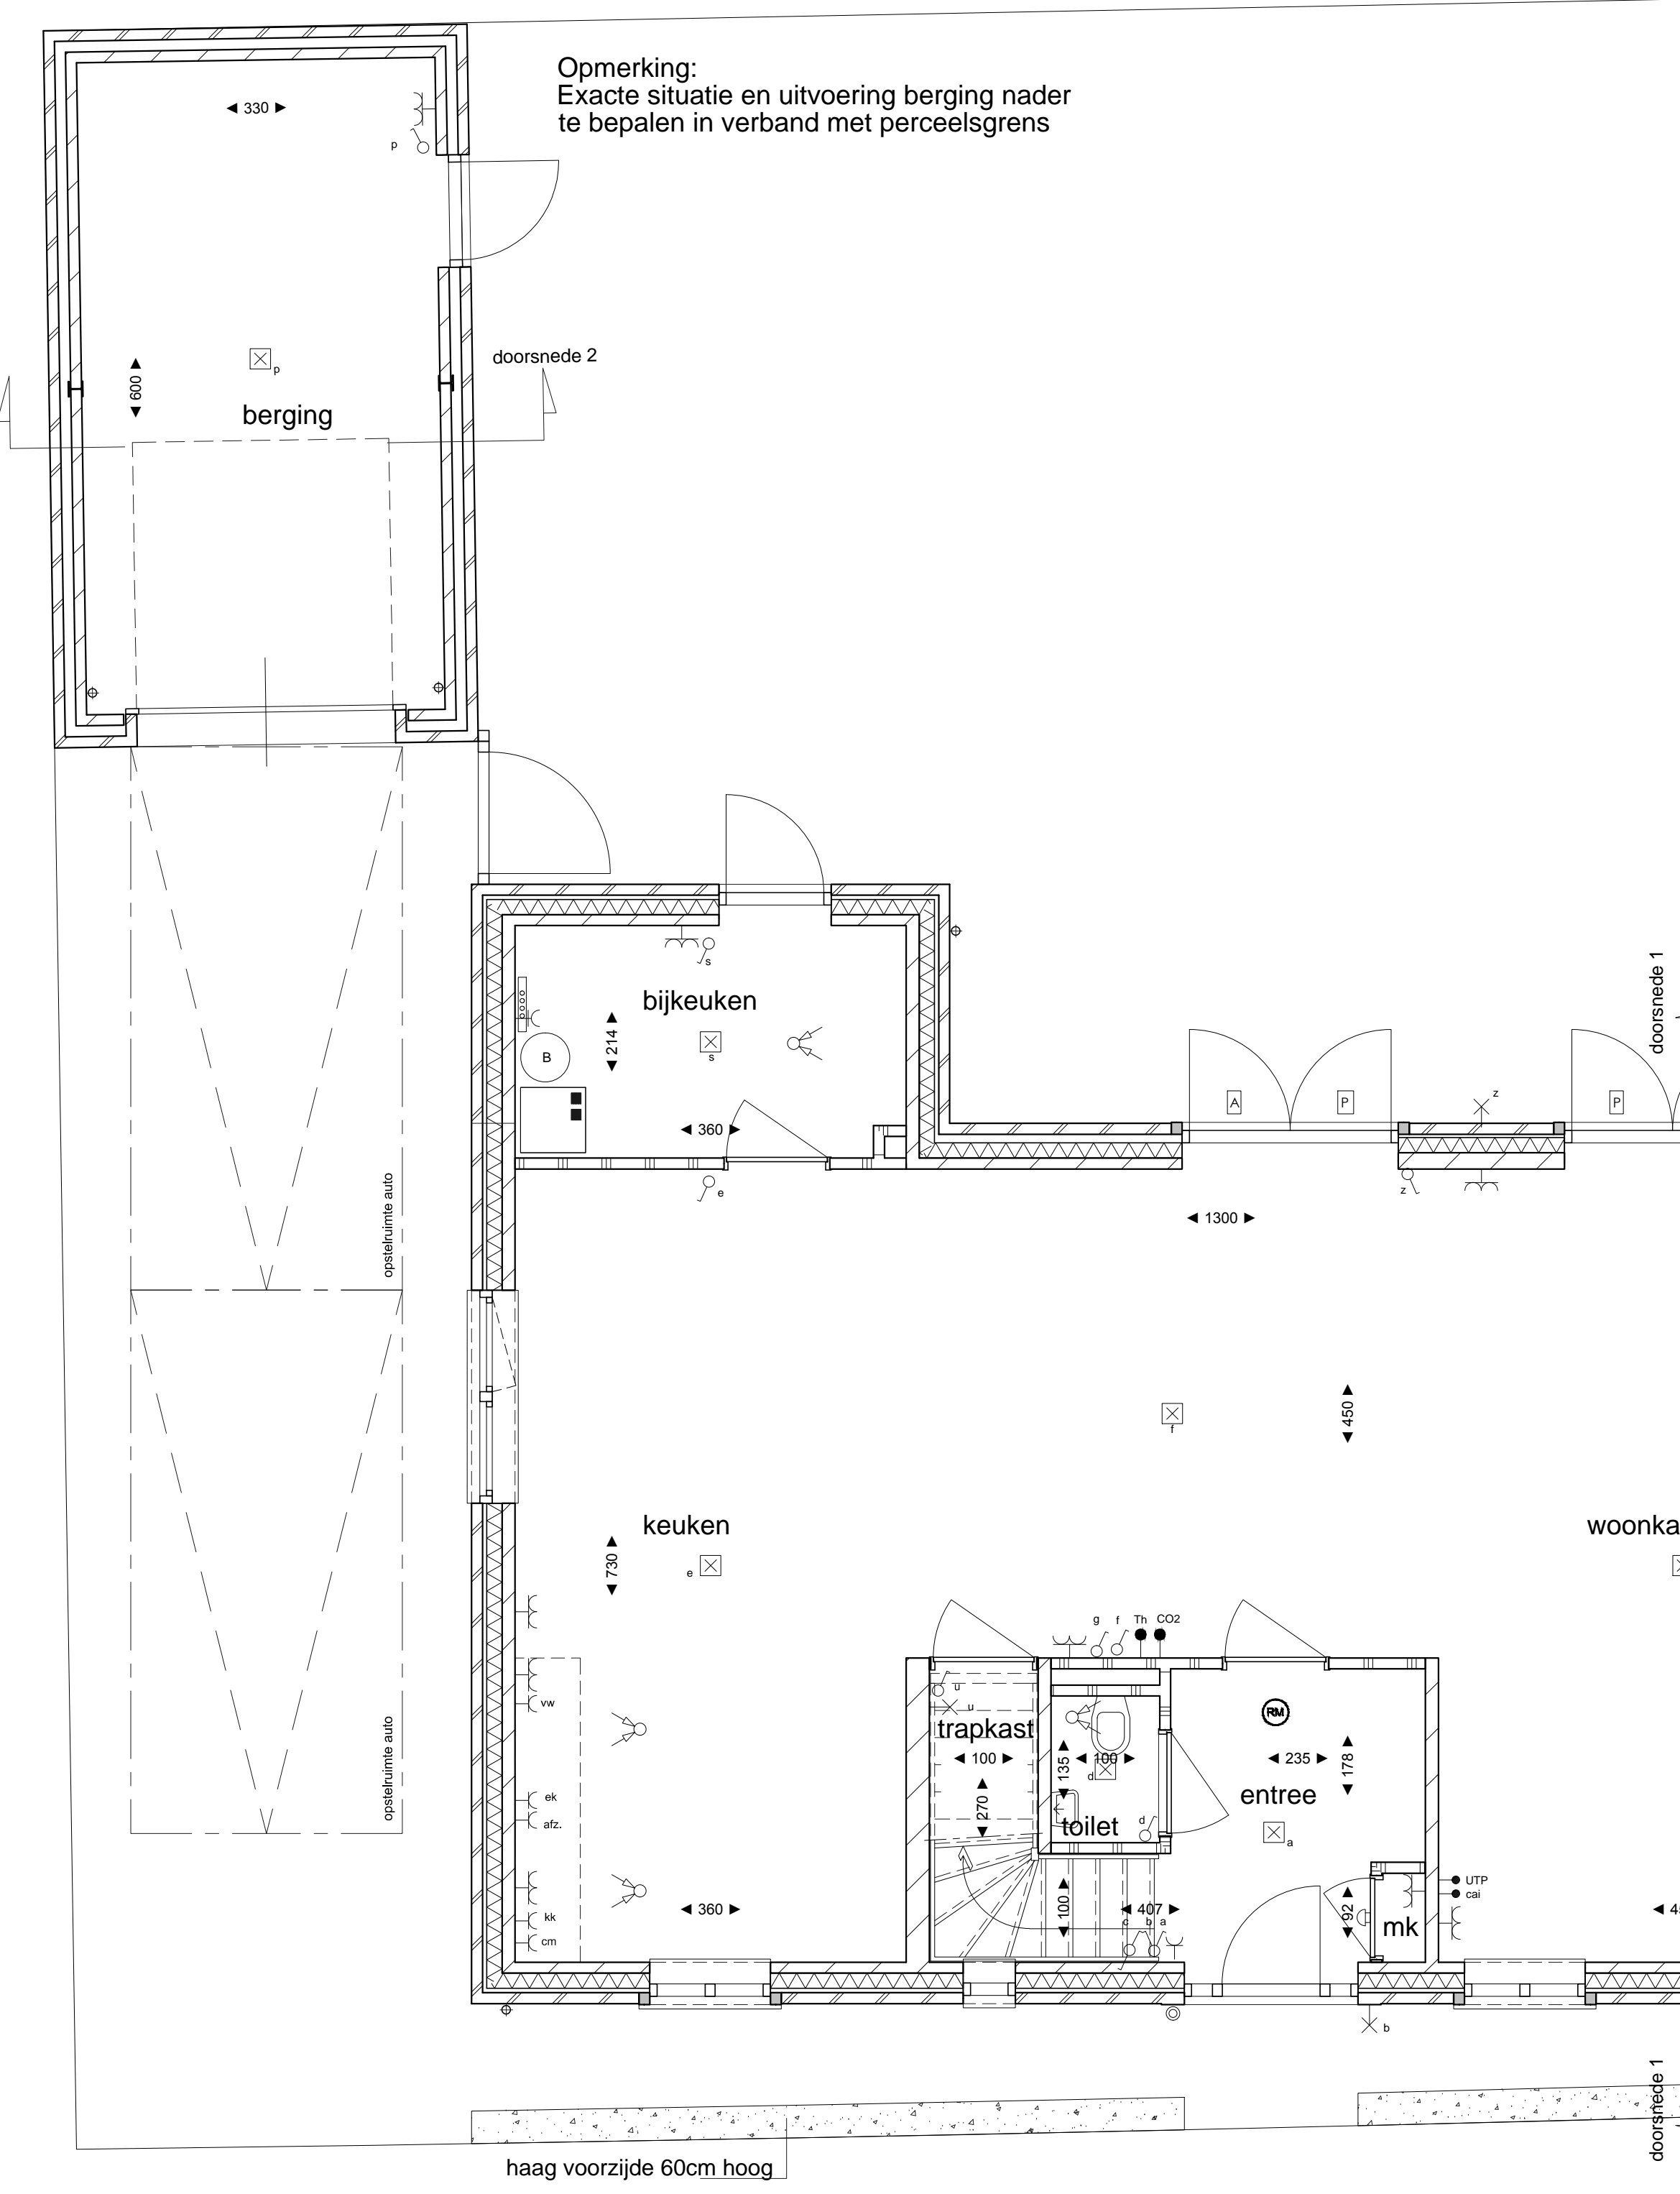 Opmerking:
Exacte situatie en uitvoering berging nader
te bepalen in verband met perceelsgrens
330
p
600
p
doorsnede 2
berging
s
bijkeuken
214
s
B
360
e
doorsnede 1
A
P
z
P
z
1300
opstelruimte auto
450
f
keuken
woonka
730
e
g
f
Th
CO2
vw
u
u
trapkast
RM
100
135
100
235
178
d
270
entree
opstelruimte auto
ek
afz.
toilet
d
a
UTP
cai
kk
cm
360
100
407
c
b
a
92
mk
b
doorsnede 1
haag voorzijde 60cm hoog